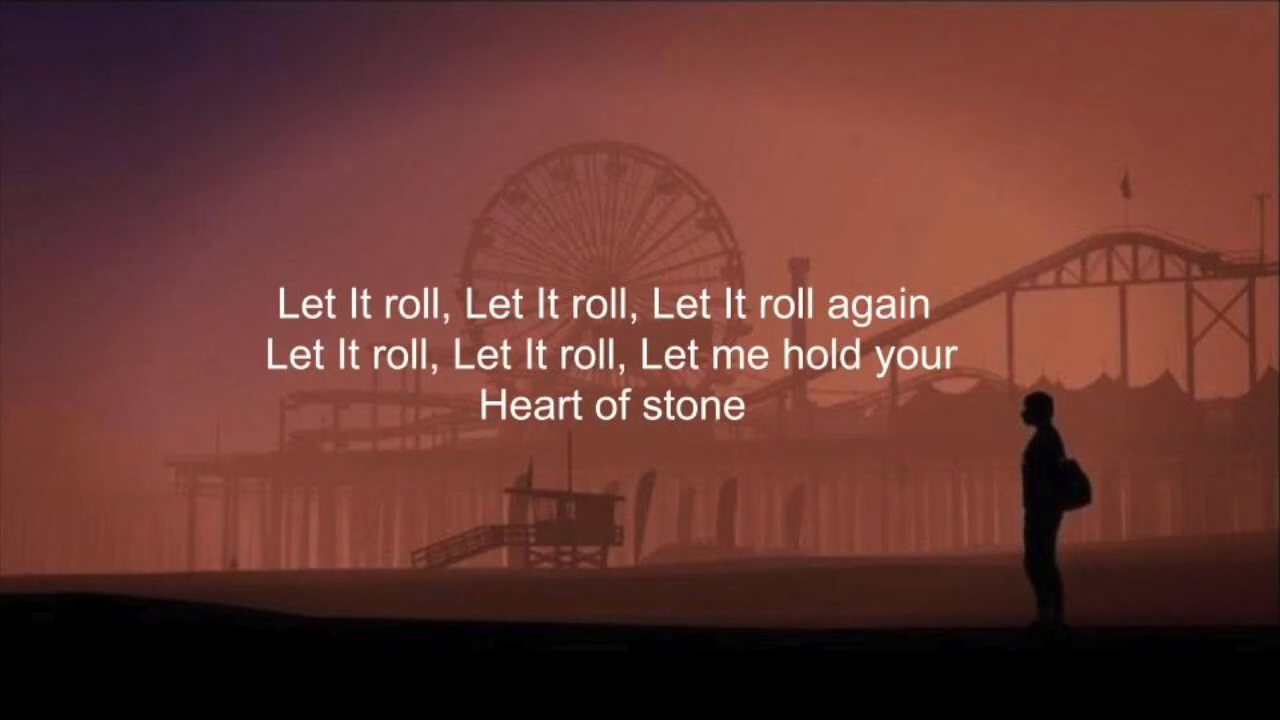 Let It roll, Let It roll, Let It roll again
Let It roll, Let It roll, Let me hold your
Heart of stone